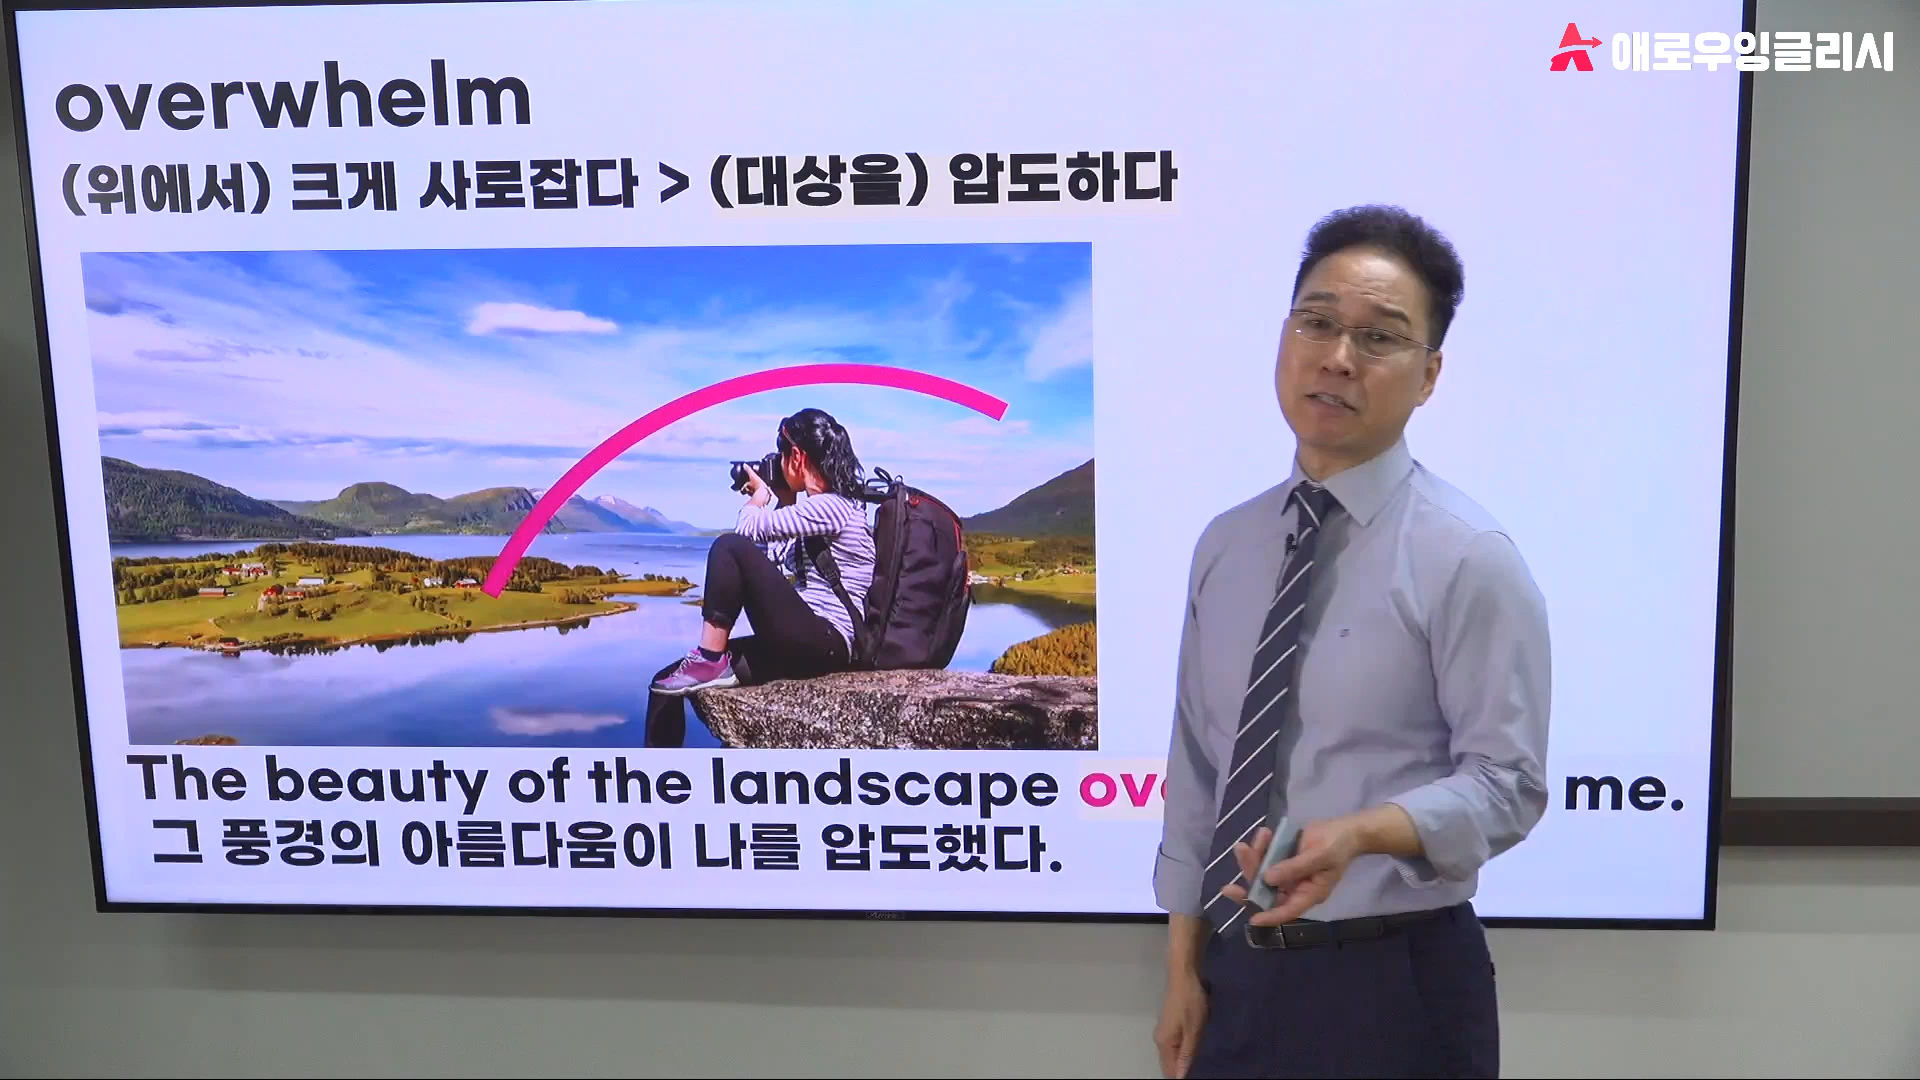 애로우잉글리시
overwhelm
(위에서) 크게 사로잡다 > (대상을) 압도하다
The beauty of the landscape me.
그 풍경의 아름다움이 나를 압도했다.